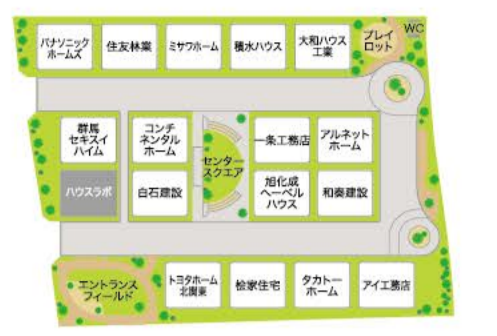 パナソニック
ホームズ
住友林業
ミサワホーム
積水ハウス
大和ハウス
工業
プレイ
ロット
WC
群馬
セキスイ
ハイム
コンチ
ネンタル
ホーム
センター
スクエア
一条工務店
アルネット
ホーム
ハウスラボ
白石建設
旭化成
ヘーベル
ハウス
和奏建設
エントランス
フィールド
トヨタホーム
北関東
桧家住宅
タカトー
ホーム
アイ工務店